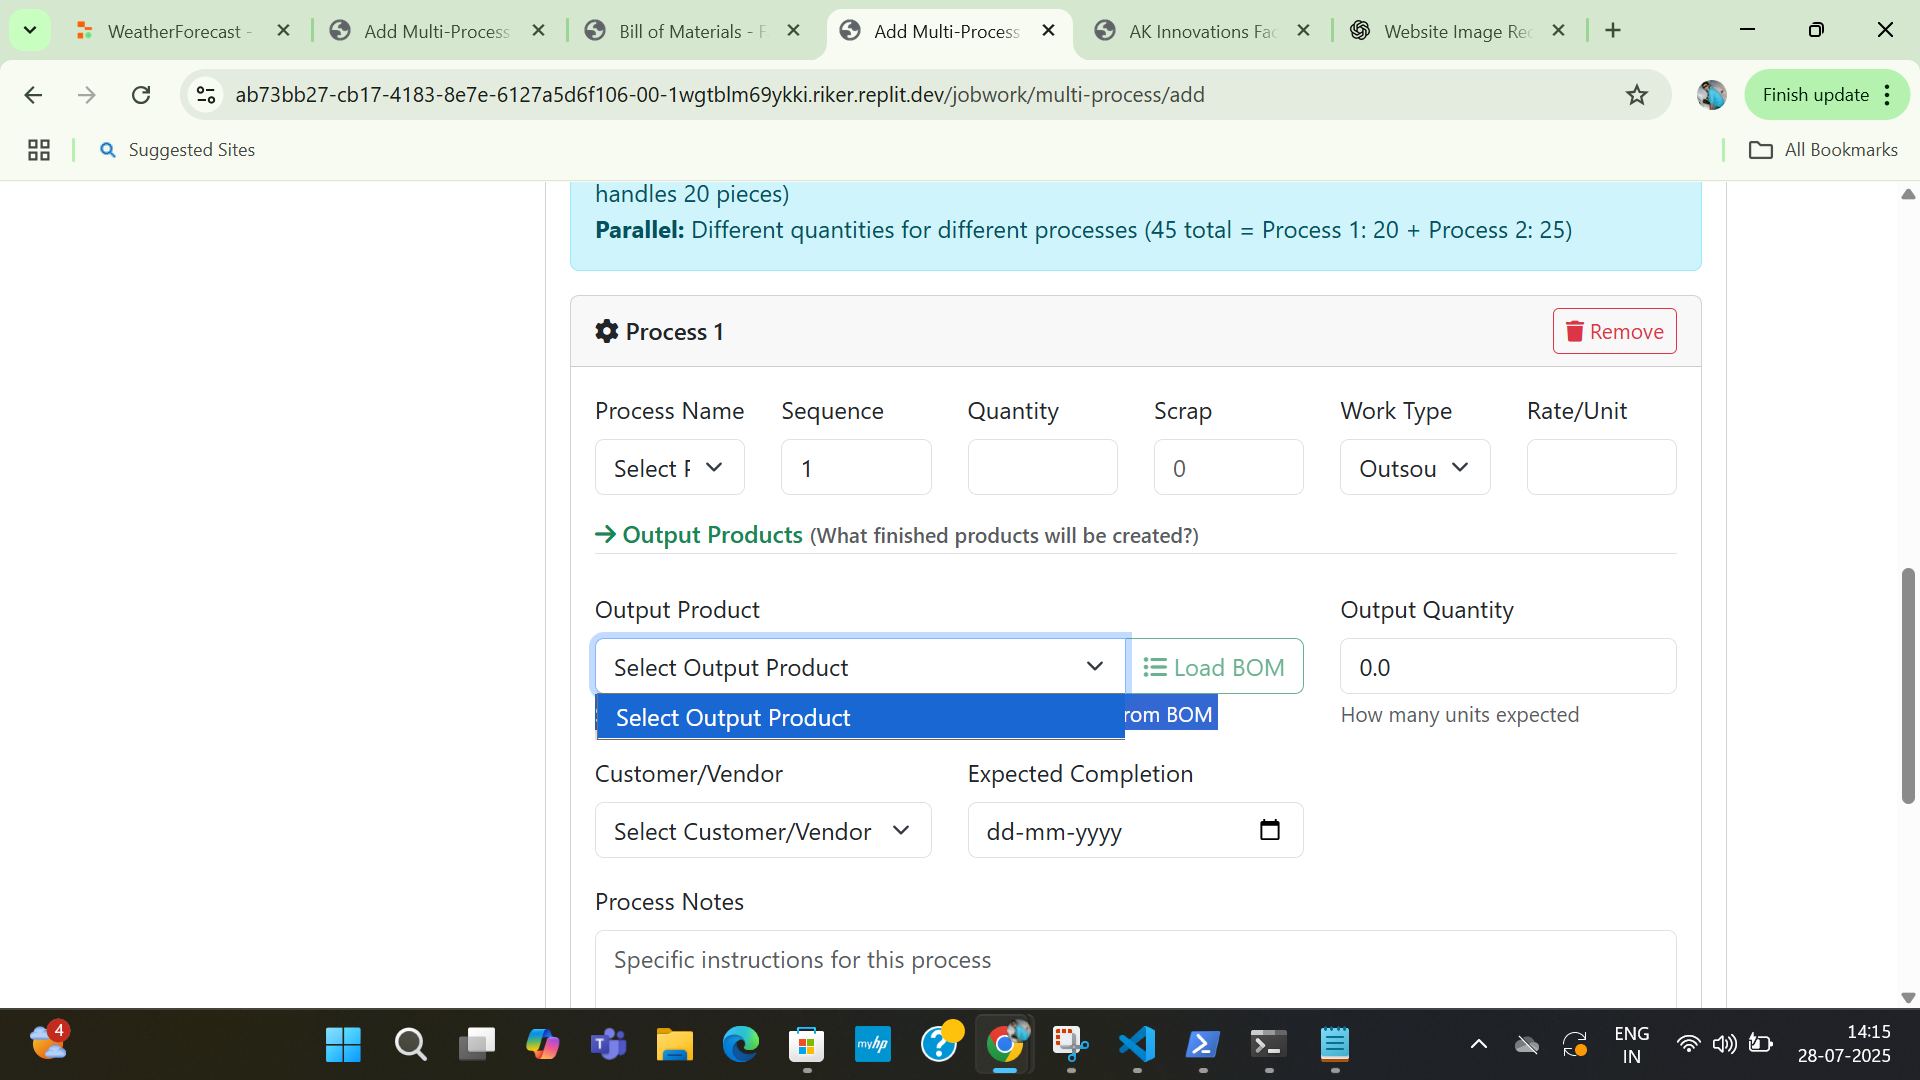 WeatherForecast -
Add Multi-Process
Bill of Materials - F
Add Multi-Process
AK Innovations Fac
Website Image Rec
ab73bb27-cb17-4183-8e7e-6127a5d6f106-00-1wgtblm69ykki.riker.replit.dev/jobwork/multi-process/add
Finish update
Suggested Sites
All Bookmarks
handles 20 pieces)
Parallel: Different quantities for different processes (45 total = Process 1: 20 + Process 2: 25)
Process 1
Remove
Process Name Sequence Quantity Scrap Work Type Rate/Unit
Select P 1 0 Outsou
Output Products (What finished products will be created?)
Output Product Output Quantity
Select Output Product Load BOM 0.0
Select Output Product rom BOM How many units expected
Customer/Vendor Expected Completion
Select Customer/Vendor dd-mm-yyyy
Process Notes
Specific instructions for this process
4
myhp
ENG
IN
14:15
28-07-2025